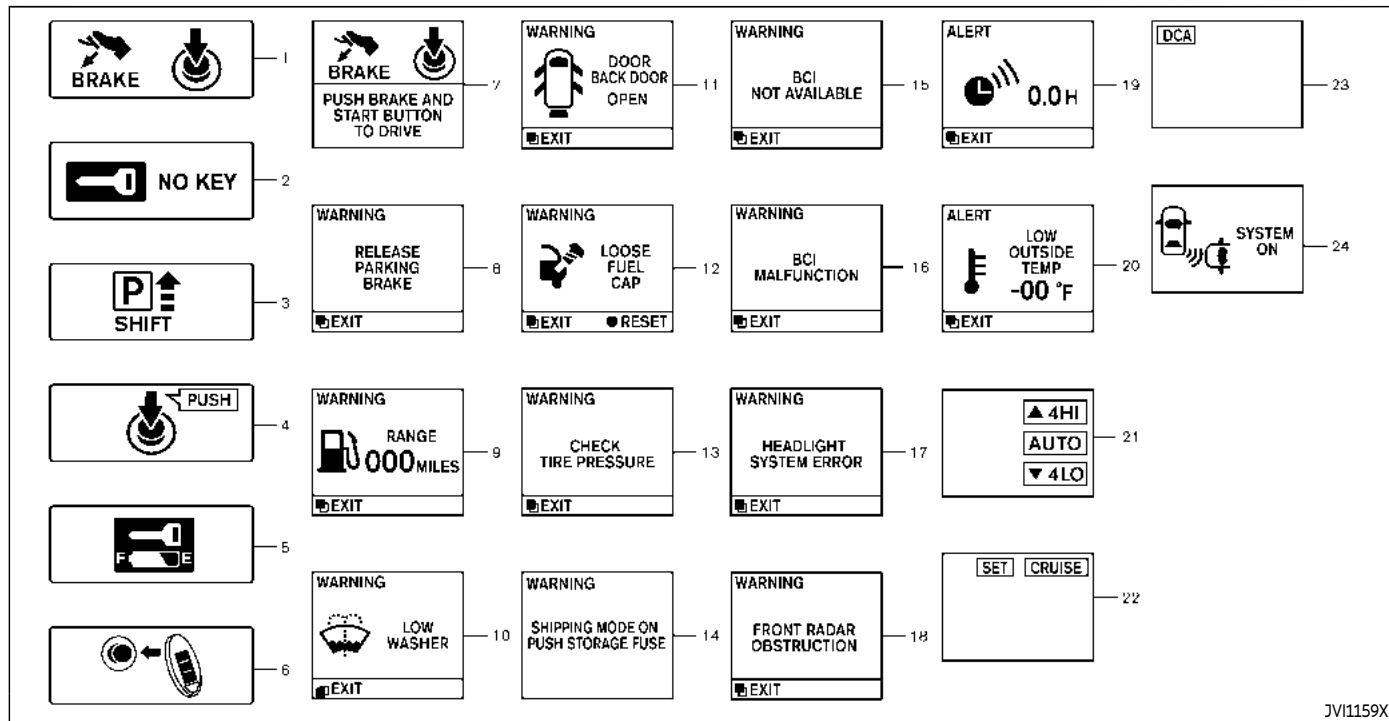 BRAKE
1
NO KEY
2
P
SHIFT
3
PUSH
4
F E
5
6
BRAKE
PUSH BRAKE AND
START BUTTON
TO DRIVE
7
WARNING
RELEASE
PARKING
BRAKE
EXIT
8
WARNING
RANGE
000 MILES
EXIT
9
WARNING
LOW
WASHER
EXIT
10
WARNING
DOOR
BACK DOOR
OPEN
EXIT
11
WARNING
LOOSE
FUEL
CAP
EXIT RESET
12
WARNING
CHECK
TIRE PRESSURE
EXIT
13
WARNING
SHIPPING MODE ON
PUSH STORAGE FUSE
14
WARNING
BCI
NOT AVAILABLE
EXIT
15
WARNING
BCI
MALFUNCTION
EXIT
16
WARNING
HEADLIGHT
SYSTEM ERROR
EXIT
17
WARNING
FRONT RADAR
OBSTRUCTION
EXIT
18
ALERT
0.0 H
EXIT
19
ALERT
LOW
OUTSIDE
TEMP
-00 °F
EXIT
20
▲ 4HI
AUTO
▼ 4LO
21
SET CRUISE
22
DCA
23
SYSTEM
ON
24
JVI1159X